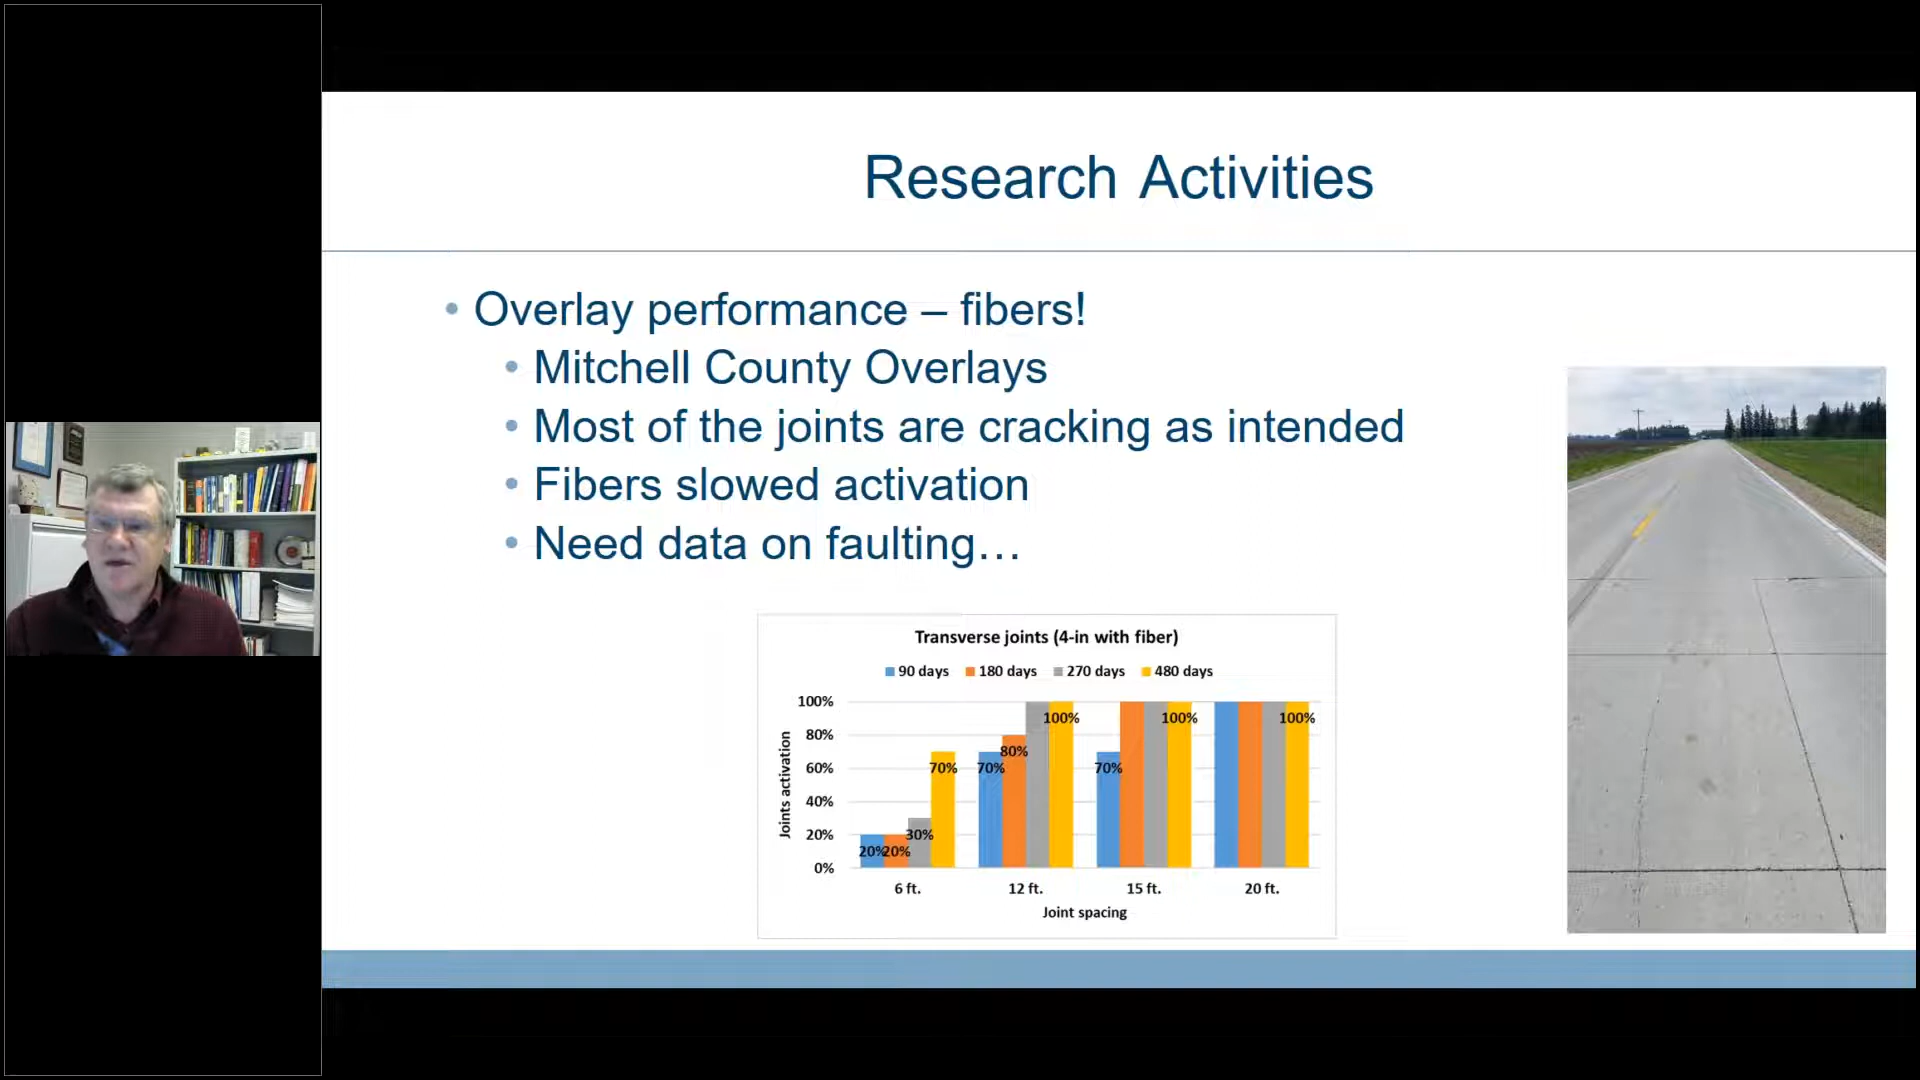 Research Activities
• Overlay performance – fibers!
• Mitchell County Overlays
• Most of the joints are cracking as intended
• Fibers slowed activation
• Need data on faulting…
Transverse joints (4-in with fiber)
90 days 180 days 270 days 480 days
Joints activation
100%
80%
60%
40%
20%
0%
20%
20%
30%
70%
70%
80%
100%
70%
100%
100%
6 ft. 12 ft. 15 ft. 20 ft.
Joint spacing